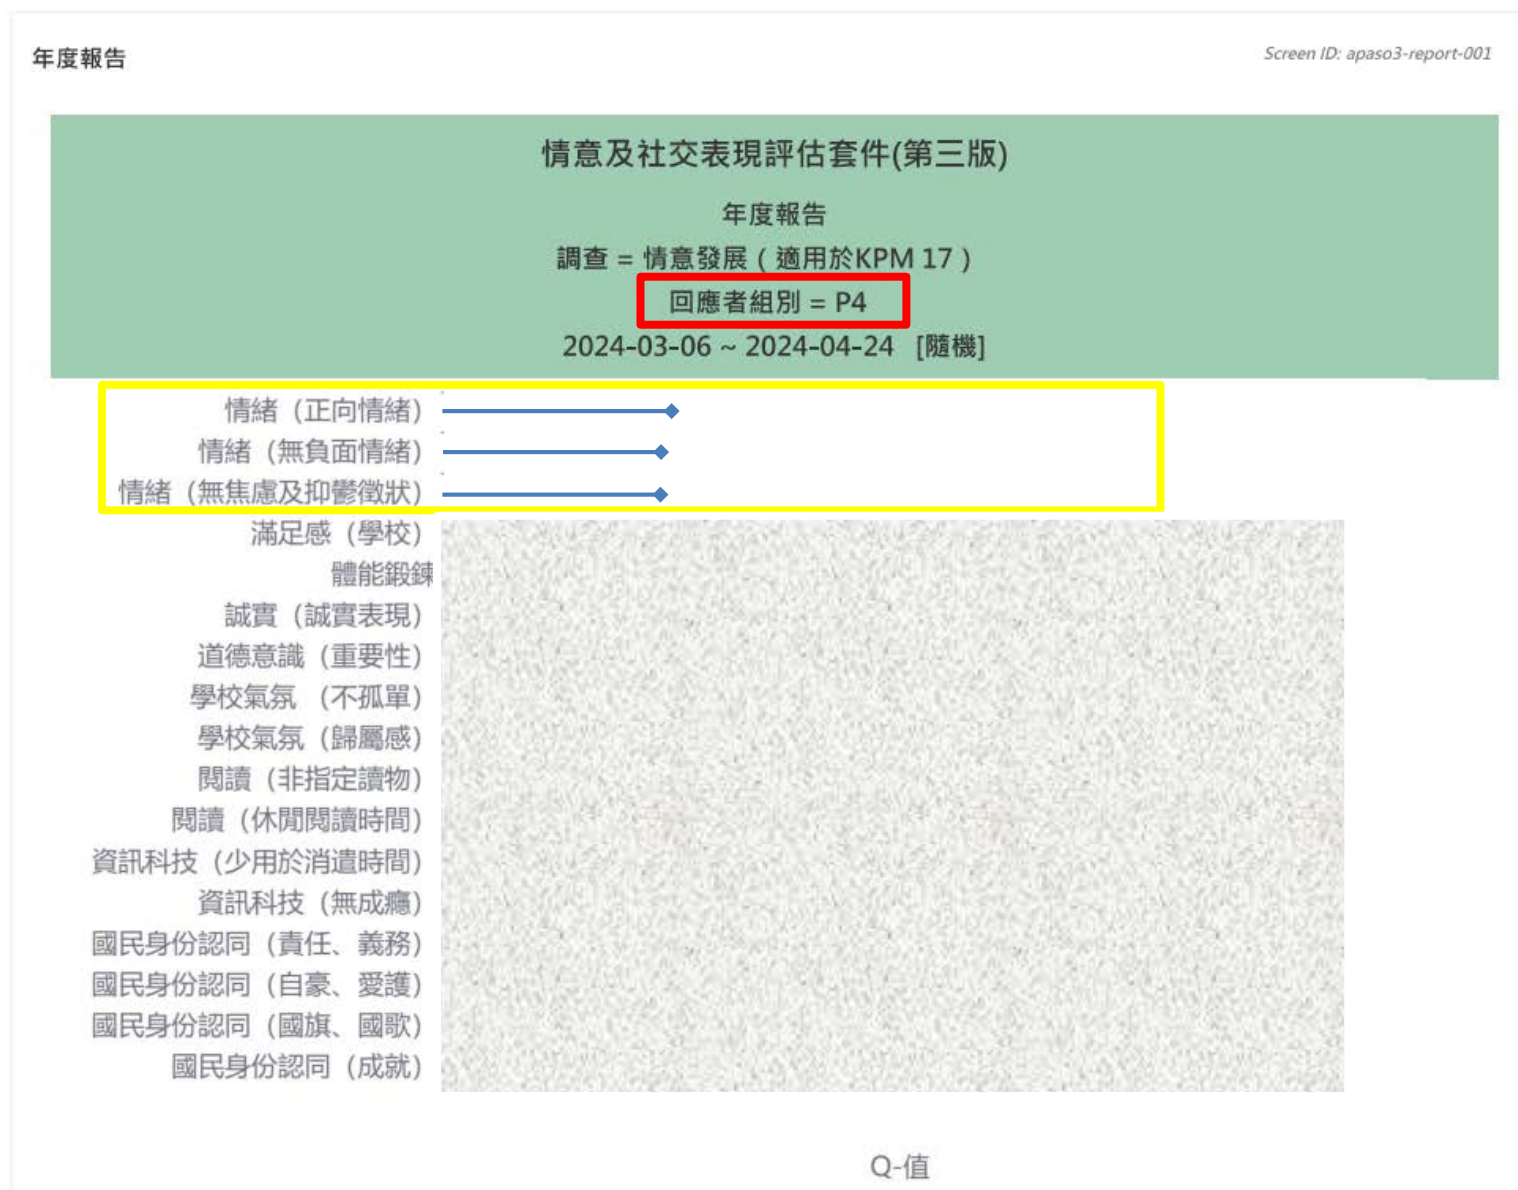 年度報告
Screen ID: apaso3-report-001
情意及社交表現評估套件(第三版)
年度報告
調查 = 情意發展 ( 適用於KPM 17 )
回應者組別 = P4
2024-03-06 ~ 2024-04-24 [隨機]
情緒（正向情緒）
情緒（無負面情緒）
情緒（無焦慮及抑鬱徵狀）
滿足感（學校）
體能鍛鍊
誠實（誠實表現）
道德意識（重要性）
學校氣氛 （不孤單）
學校氣氛（歸屬感）
閱讀（非指定讀物）
閱讀（休閒閱讀時間）
資訊科技（少用於消遣時間）
資訊科技（無成癮）
國民身份認同（責任、義務）
國民身份認同（自豪、愛護）
國民身份認同（國旗、國歌）
國民身份認同（成就）
Q-值